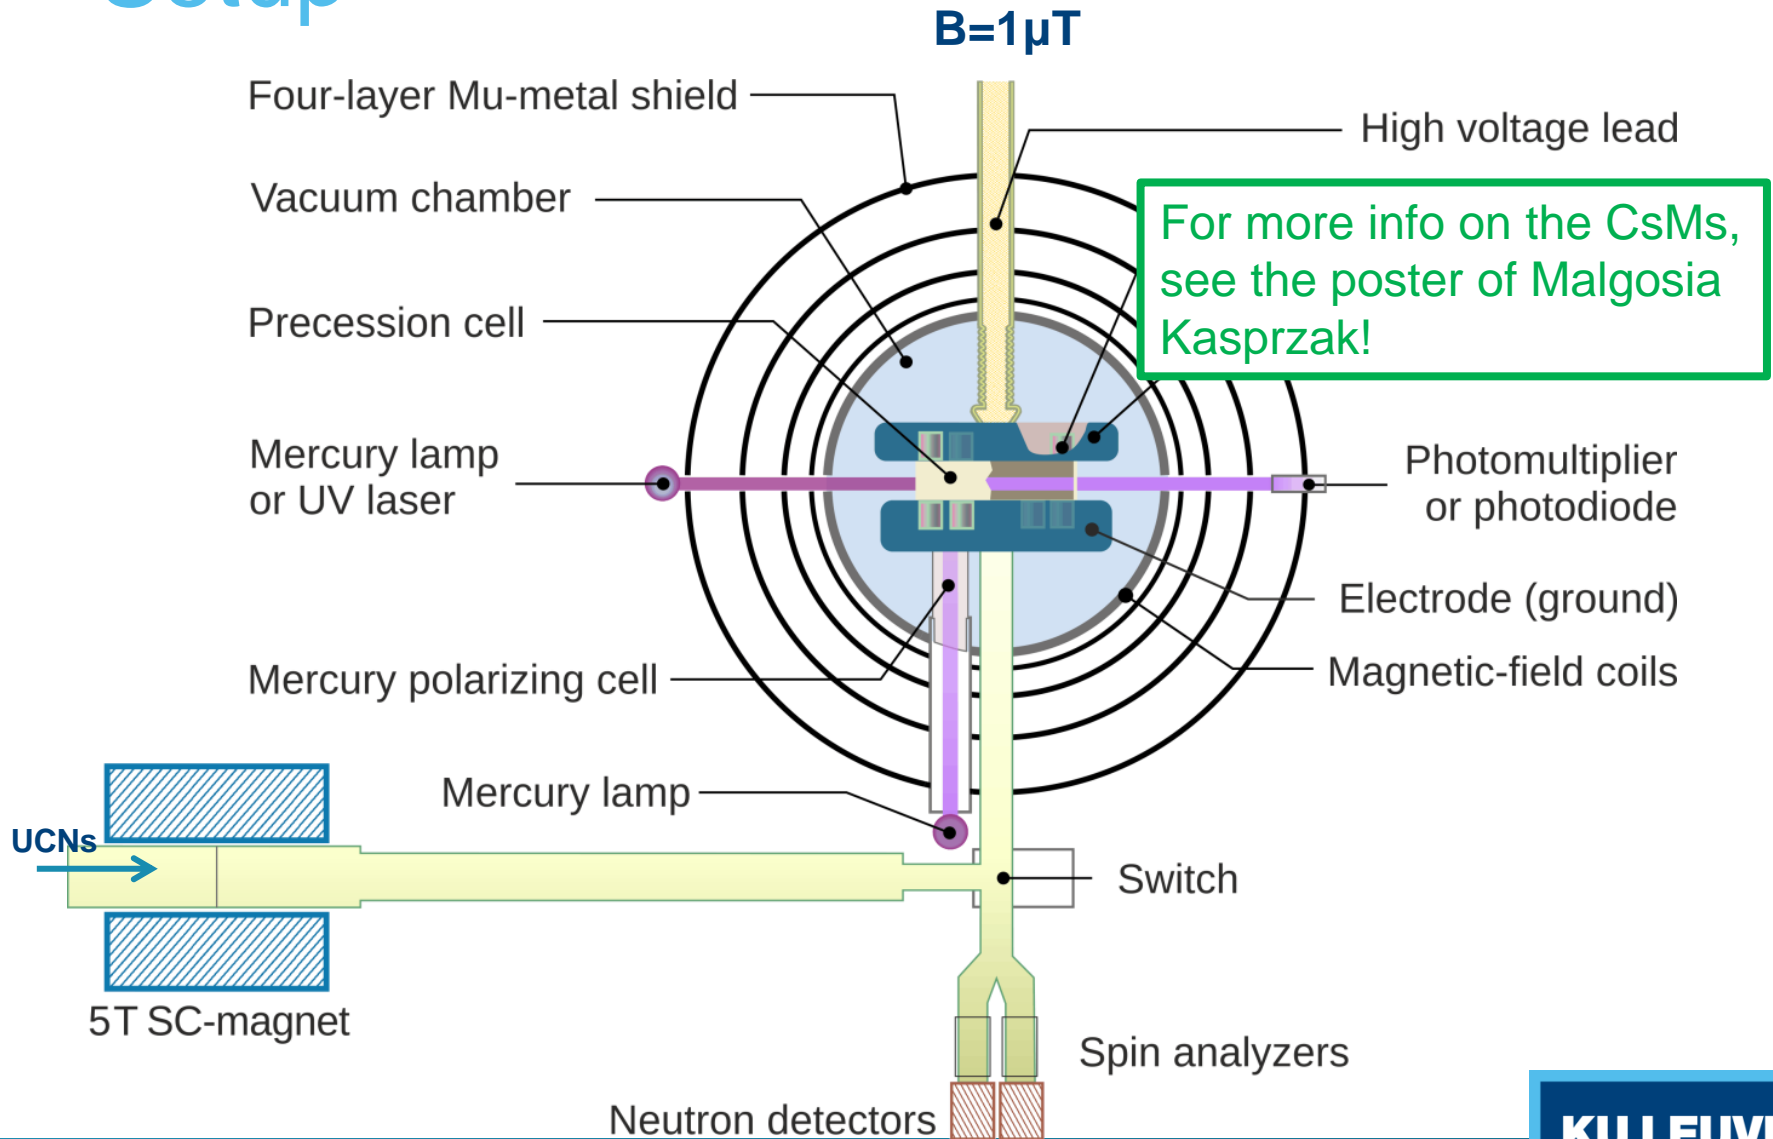 Setup
B=1µT
Four-layer Mu-metal shield
High voltage lead
Vacuum chamber
For more info on the CsMs,
see the poster of Malgosia
Kasprzak!
Precession cell
Mercury lamp
or UV laser
Photomultiplier
or photodiode
Electrode (ground)
Mercury polarizing cell
Magnetic-field coils
Mercury lamp
UCNs
Switch
5T SC-magnet
Spin analyzers
Neutron detectors